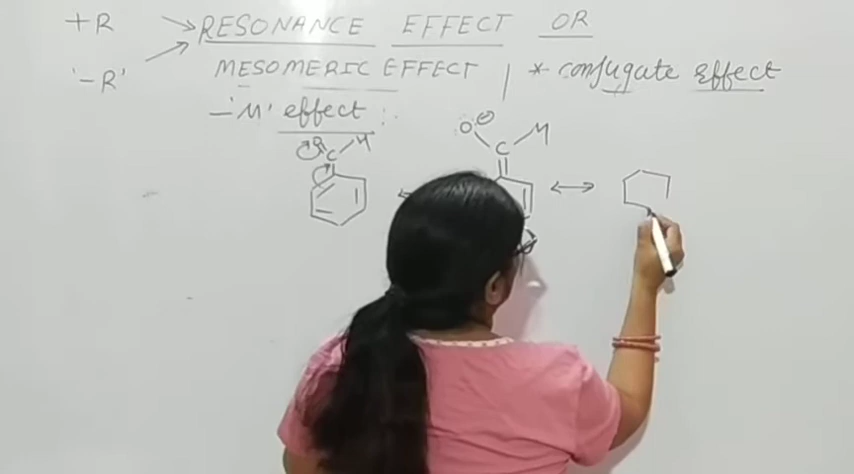 +R RESONANCE EFFECT OR
'-R' MESOMERIC EFFECT | * conjugate effect
-'M' effect :
O⊖
C H
C H